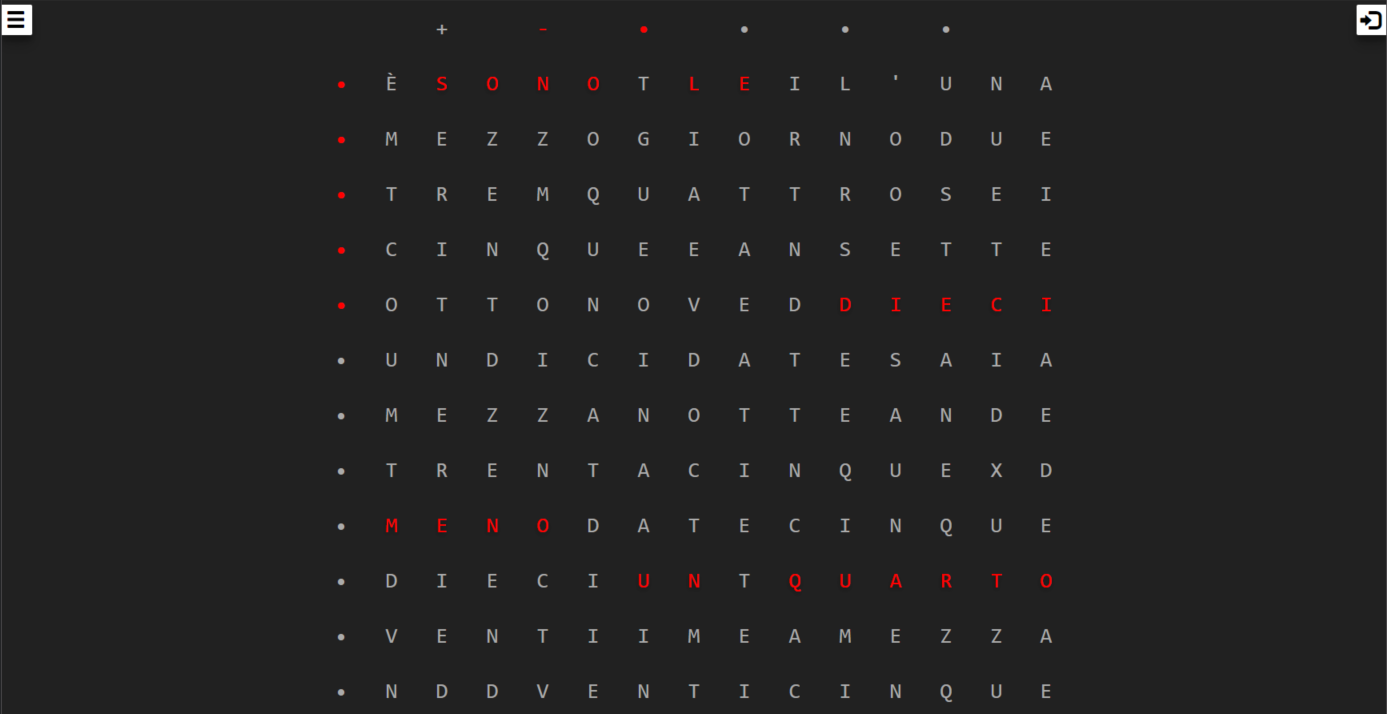 + - • • • •
• È S O N O T L E I L ' U N A
• M E Z Z O G I O R N O D U E
• T R E M Q U A T T R O S E I
• C I N Q U E E A N S E T T E
• O T T O N O V E D D I E C I
• U N D I C I D A T E S A I A
• M E Z Z A N O T T E A N D E
• T R E N T A C I N Q U E X D
• M E N O D A T E C I N Q U E
• D I E C I U N T Q U A R T O
• V E N T I I M E A M E Z Z A
• N D D V E N T I C I N Q U E